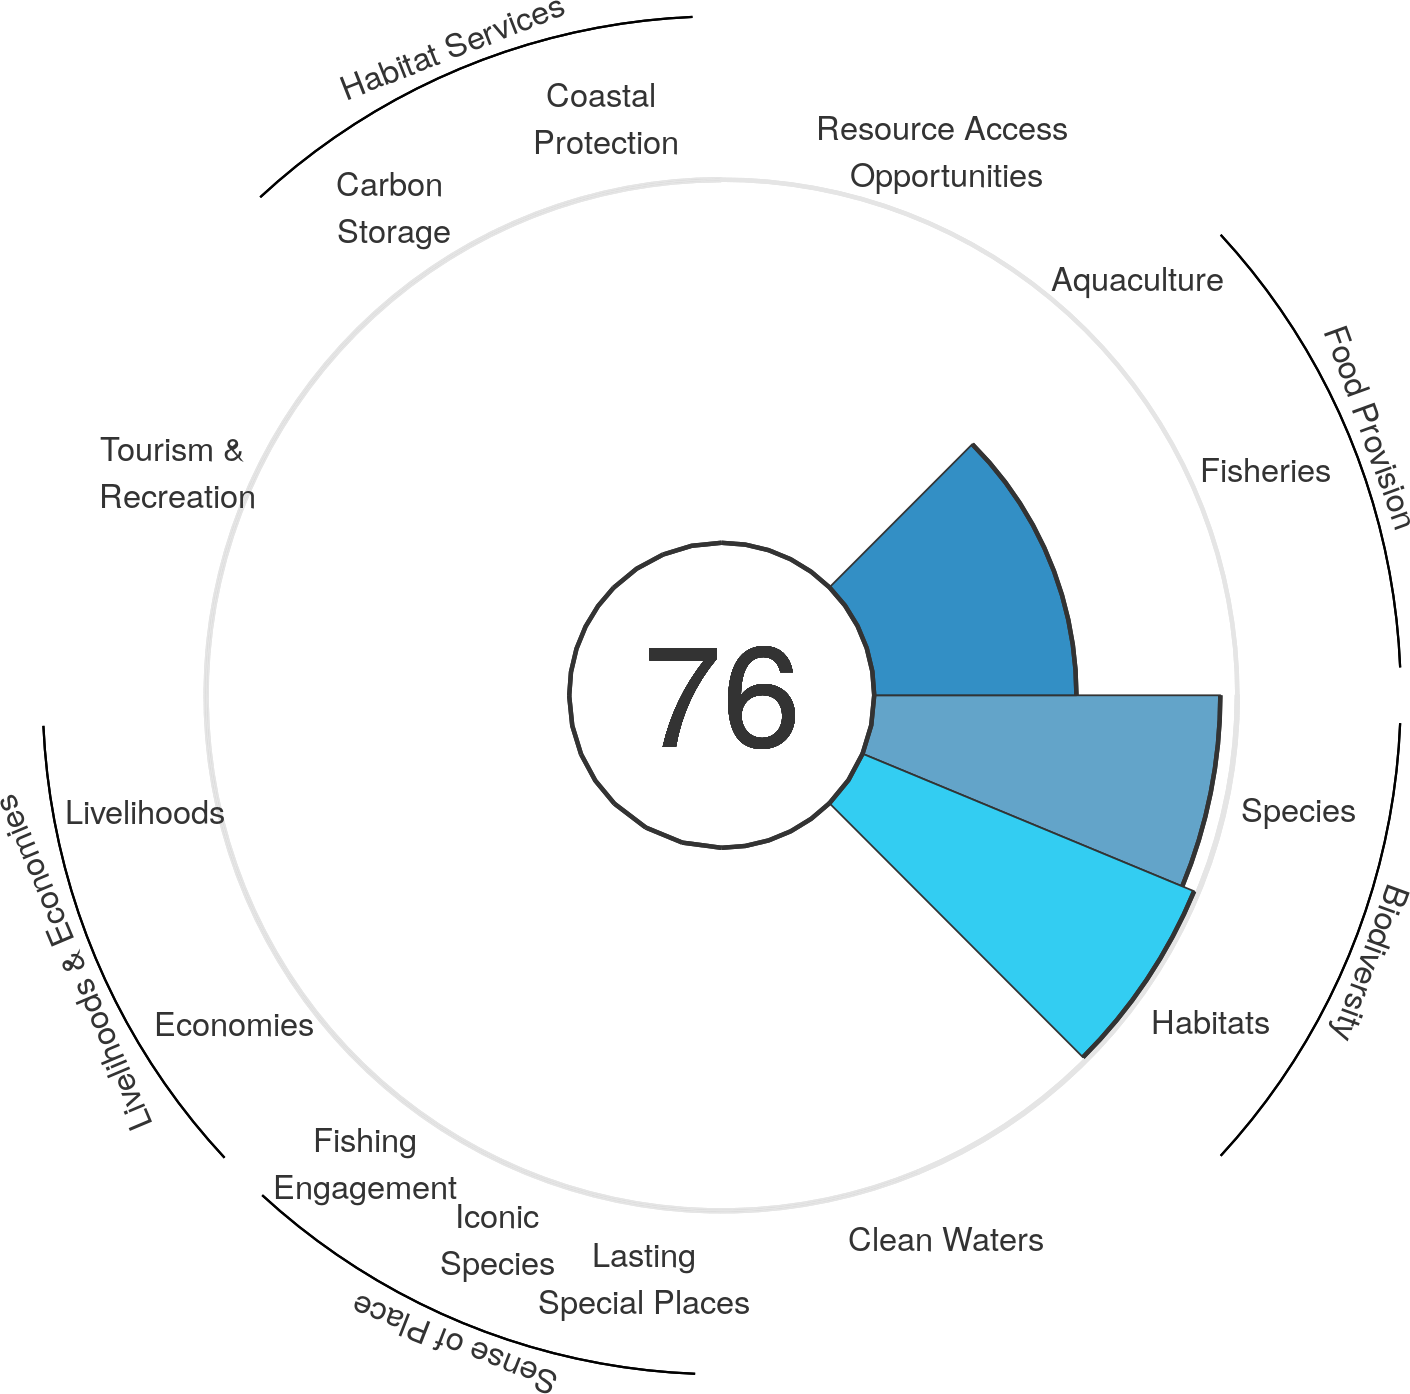 Habitat Services
Coastal
Protection
Resource Access
Opportunities
Carbon
Storage
Aquaculture
Food Provision
Tourism &
Recreation
Fisheries
76
Livelihoods
Species
Livelihoods & Economies
Biodiversity
Economies
Habitats
Fishing
Engagement
Iconic
Species
Lasting
Special Places
Clean Waters
Sense of Place